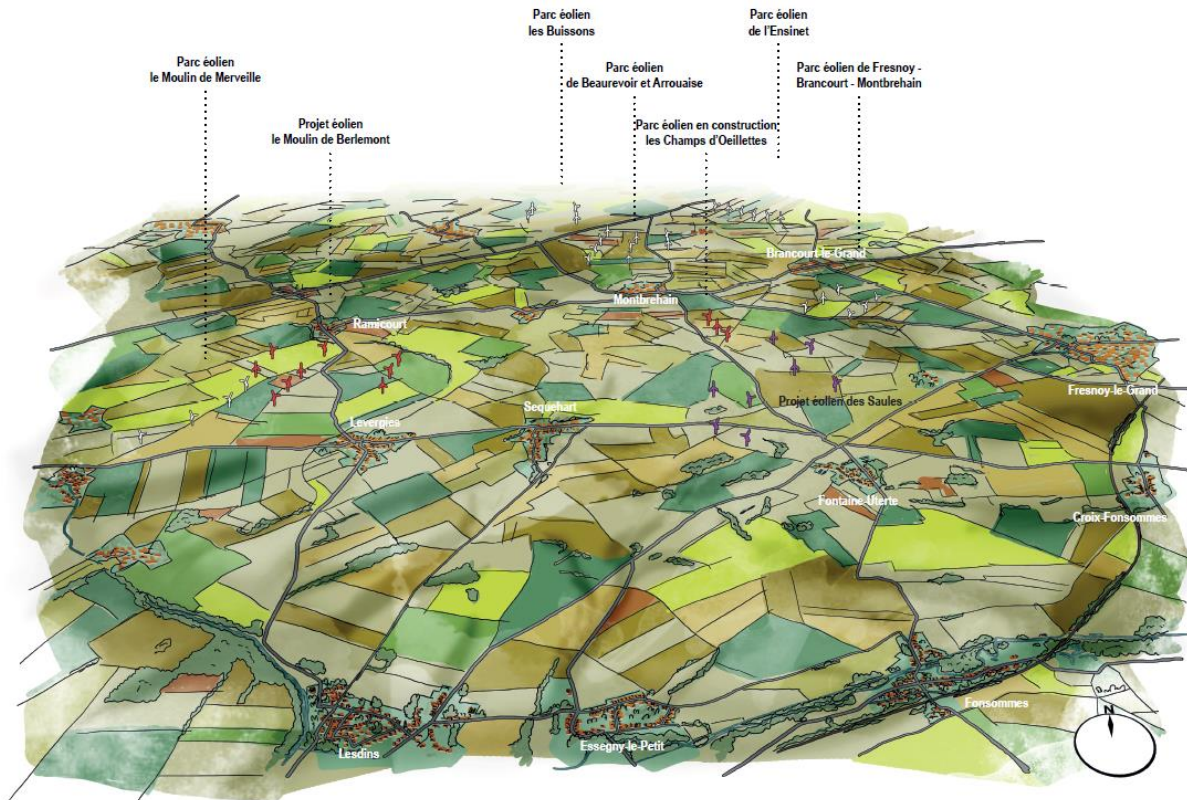 Parc éolien
les Buissons
Parc éolien
de l'Ensinet
Parc éolien
le Moulin de Merveille
Parc éolien
de Beaurevoir et Arrouaise
Parc éolien de Fresnoy -
Brancourt - Montbrehain
Projet éolien
le Moulin de Berlemont
Parc éolien en construction
les Champs d'Oeillettes
Brancourt-le-Grand
Montbrehain
Ramicourt
Fresnoy-le-Grand
Projet éolien des Saules
Sequehart
Levergies
Fontaine-Uterte
Croix-Fonsommes
Fonsommes
N
Essegny-le-Petit
Lesdins